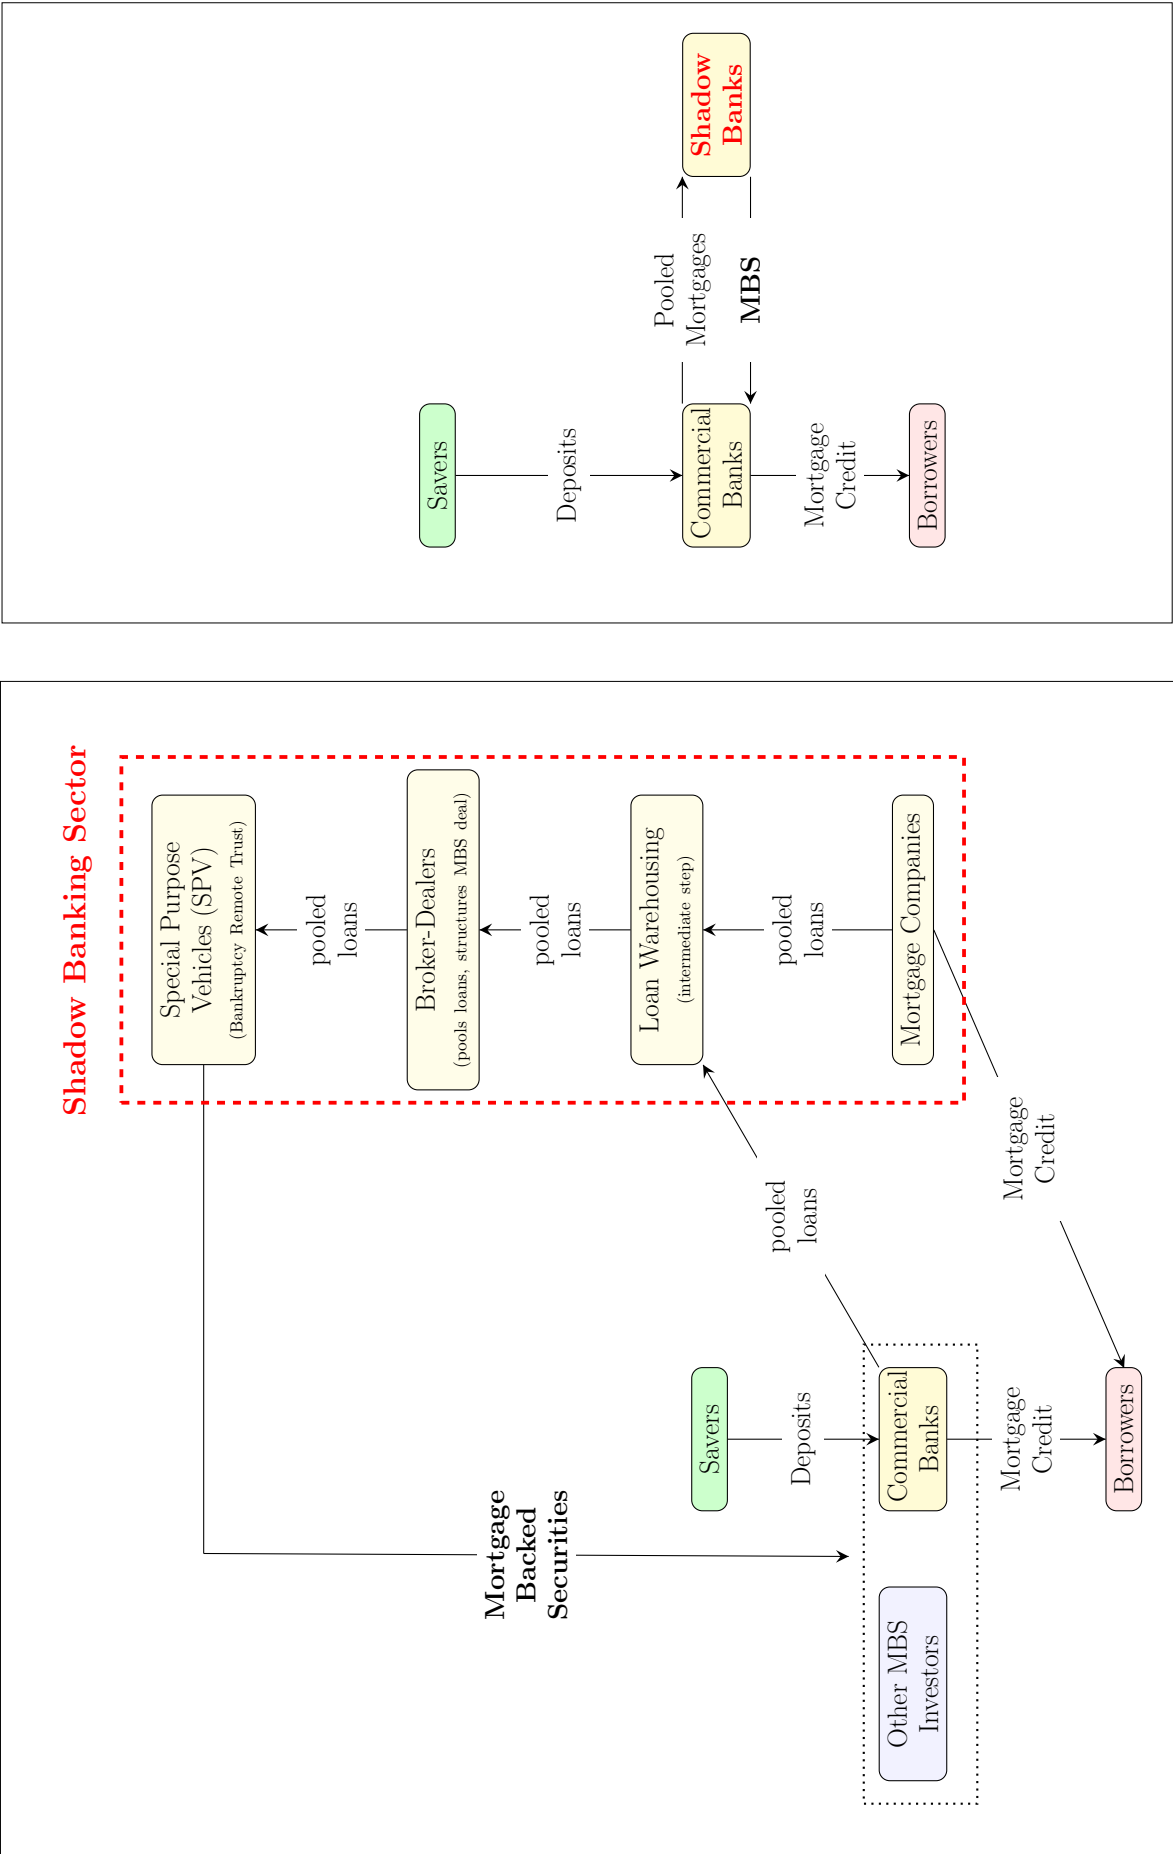 Shadow Banking Sector
Special Purpose
Vehicles (SPV)
(Bankruptcy Remote Trust)
pooled
loans
Broker-Dealers
(pools loans, structures MBS deal)
Mortgage
Backed
Securities
pooled
loans
Loan Warehousing
(intermediate step)
Savers
Deposits
pooled
loans
pooled
loans
Other MBS
Investors
Commercial
Banks
Mortgage Companies
Mortgage
Credit
Mortgage
Credit
Borrowers
Savers
Deposits
Pooled
Mortgages
Commercial
Banks
Shadow
Banks
MBS
Mortgage
Credit
Borrowers